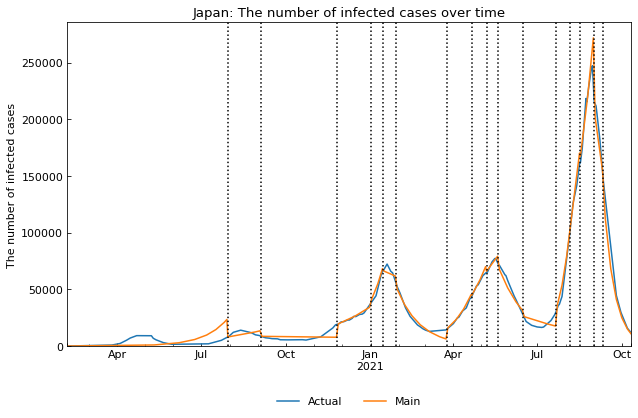 Japan: The number of infected cases over time
The number of infected cases
250000
200000
150000
100000
50000
0
Apr Jul Oct Jan Apr Jul Oct
2021
Actual Main